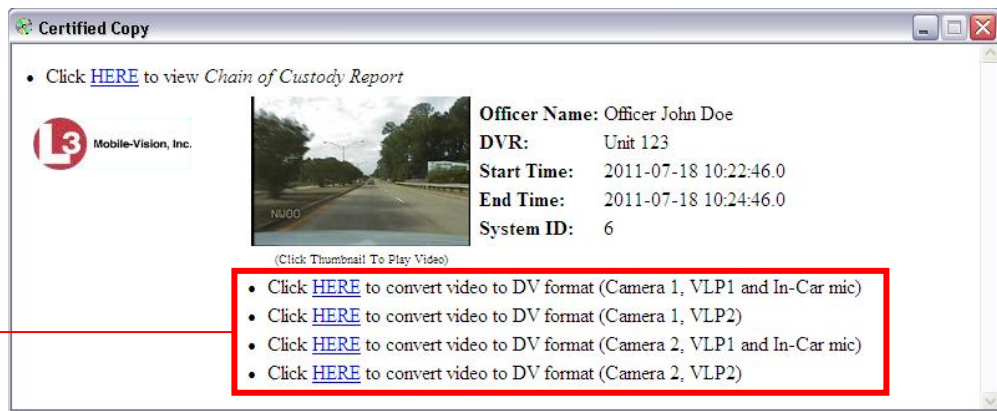 Certified Copy
• Click HERE to view Chain of Custody Report
L3 Mobile-Vision, Inc.
NWOO
(Click Thumbnail To Play Video)
Officer Name: Officer John Doe
DVR: Unit 123
Start Time: 2011-07-18 10:22:46.0
End Time: 2011-07-18 10:24:46.0
System ID: 6
• Click HERE to convert video to DV format (Camera 1, VLP1 and In-Car mic)
• Click HERE to convert video to DV format (Camera 1, VLP2)
• Click HERE to convert video to DV format (Camera 2, VLP1 and In-Car mic)
• Click HERE to convert video to DV format (Camera 2, VLP2)